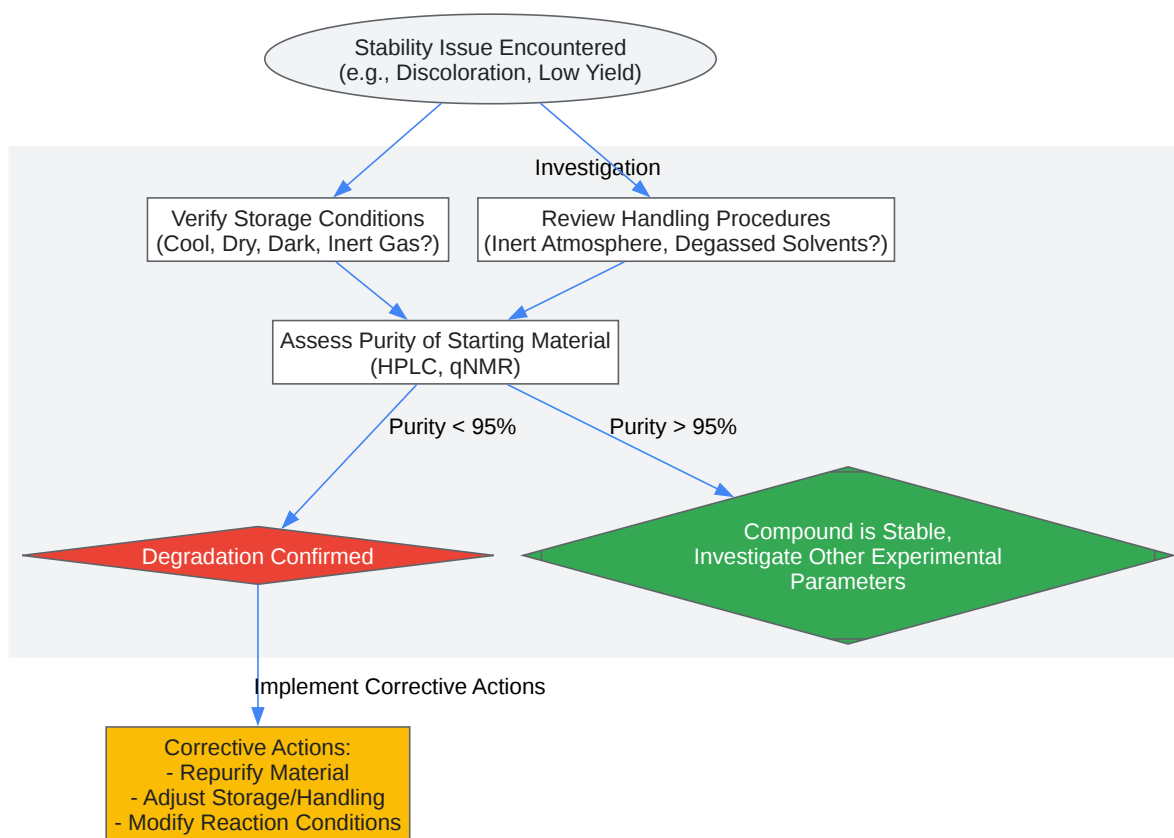 Stability Issue Encountered
(e.g., Discoloration, Low Yield)
Investigation
Verify Storage Conditions
(Cool, Dry, Dark, Inert Gas?)
Review Handling Procedures
(Inert Atmosphere, Degassed Solvents?)
Assess Purity of Starting Material
(HPLC, qNMR)
Purity < 95%
Purity > 95%
Degradation Confirmed
Compound is Stable,
Investigate Other Experimental
Parameters
Implement Corrective Actions
Corrective Actions:
- Repurify Material
- Adjust Storage/Handling
- Modify Reaction Conditions